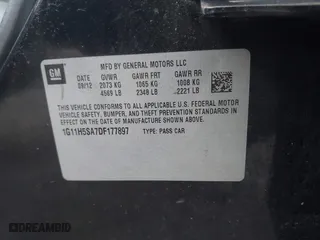 GM
MFD BY GENERAL MOTORS LLC
DATE GVWR GAWR FRT GAWR RR
09/12 2073 KG 1065 KG 1008 KG
4569 LB 2348 LB 2221 LB
THIS VEHICLE CONFORMS TO ALL APPLICABLE U.S. FEDERAL MOTOR
VEHICLE SAFETY, BUMPER, AND THEFT PREVENTION STANDARDS IN
EFFECT ON THE DATE OF MANUFACTURE SHOWN ABOVE.
1G11H5SA7DF177897 TYPE: PASS CAR
© DREAMBID